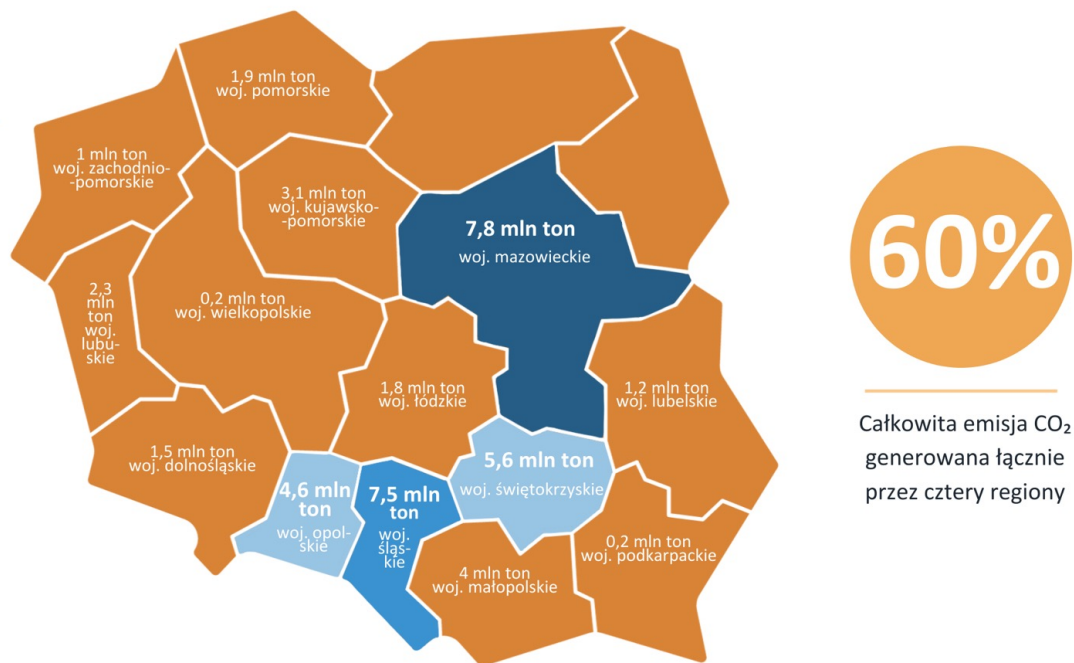 1,9 mln ton
woj. pomorskie
1 mln ton
woj. zachodnio-
-pomorskie
3,1 mln ton
woj. kujawsko-
pomorskie
7,8 mln ton
woj. mazowieckie
2,3
mln
ton
woj.
lubu-
skie
0,2 mln ton
woj. wielkopolskie
1,8 mln ton
woj. łódzkie
1,2 mln ton
woj. lubelskie
1,5 mln ton
woj. dolnośląskie
4,6 mln
ton
woj. opol-
skie
7,5 mln
ton
woj.
ślą̨s-
kie
5,6 mln ton
woj. świętokrzyskie
4 mln ton
woj. małopolskie
0,2 mln ton
woj. podkarpackie
60%
Całkowita emisja CO₂
generowana łącznie
przez cztery regiony